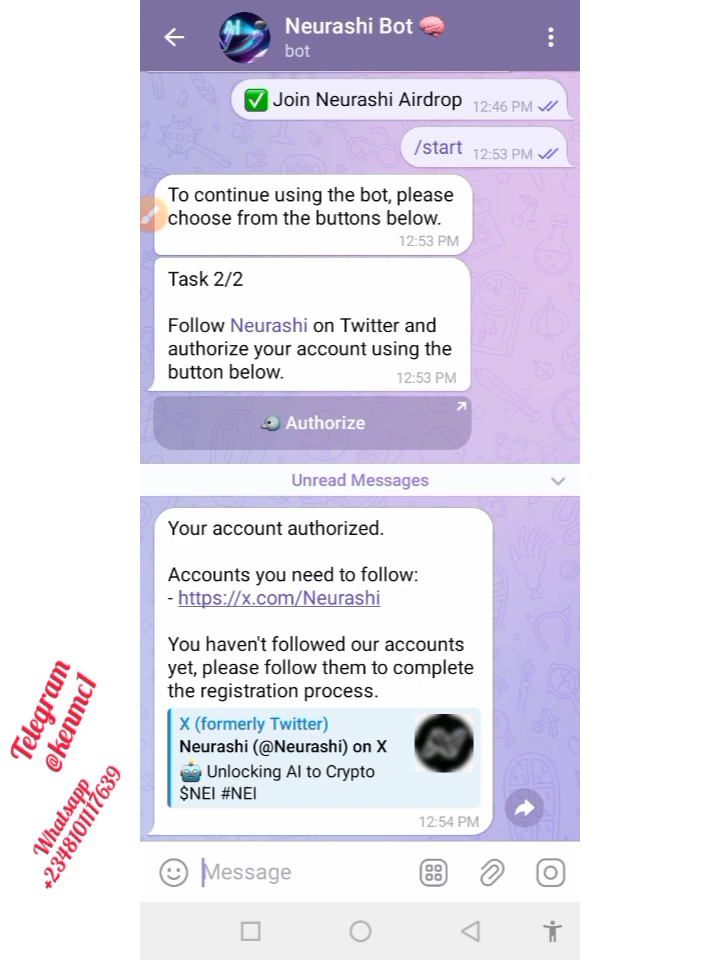 Neurashi Bot 🧠
bot
✅ Join Neurashi Airdrop 12:46 PM
/start 12:53 PM
To continue using the bot, please
choose from the buttons below.
12:53 PM
Task 2/2
Follow Neurashi on Twitter and
authorize your account using the
button below.
12:53 PM
Authorize
Unread Messages
Your account authorized.
Accounts you need to follow:
- https://x.com/Neurashi
You haven't followed our accounts
yet, please follow them to complete
the registration process.
X (formerly Twitter)
Neurashi (@Neurashi) on X
🤖 Unlocking AI to Crypto
$NEI #NEI
12:54 PM
Message
Telegram
@kenmc1
Whatsapp
+2348101117639